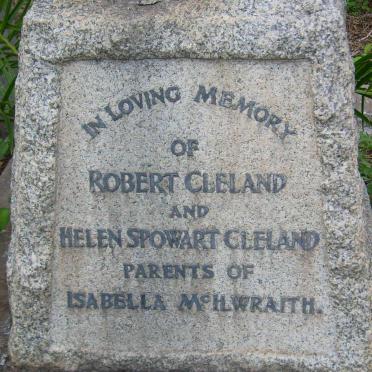 IN LOVING MEMORY
OF
ROBERT CLELAND
AND
HELEN SPOWART CLELAND
PARENTS OF
ISABELLA McILWRAITH.